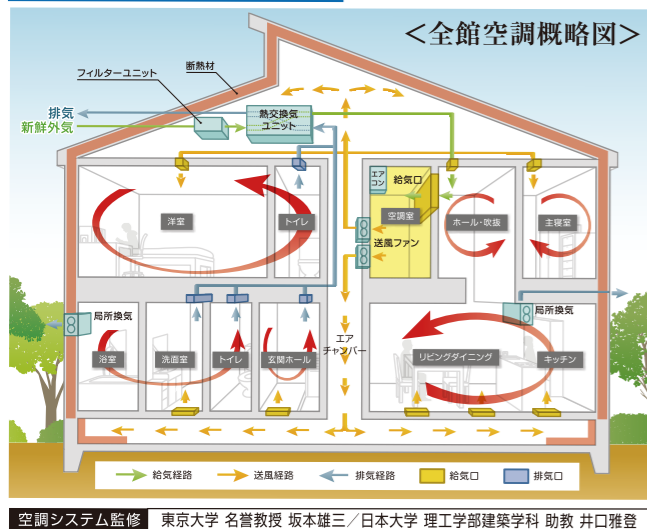 <全館空調概略図>
フィルターユニット
断熱材
排気
新鮮外気
熱交換気
ユニット
エア
コン
給気口
洋室
トイレ
空調室
ホール・吹抜
主寝室
送風ファン
局所換気
局所換気
エア
チャンバー
浴室
洗面室
トイレ
玄関ホール
リビングダイニング
キッチン
給気経路
送風経路
排気経路
給気口
排気口
空調システム監修 東京大学 名誉教授 坂本雄三／日本大学 理工学部建築学科 助教 井口雅登